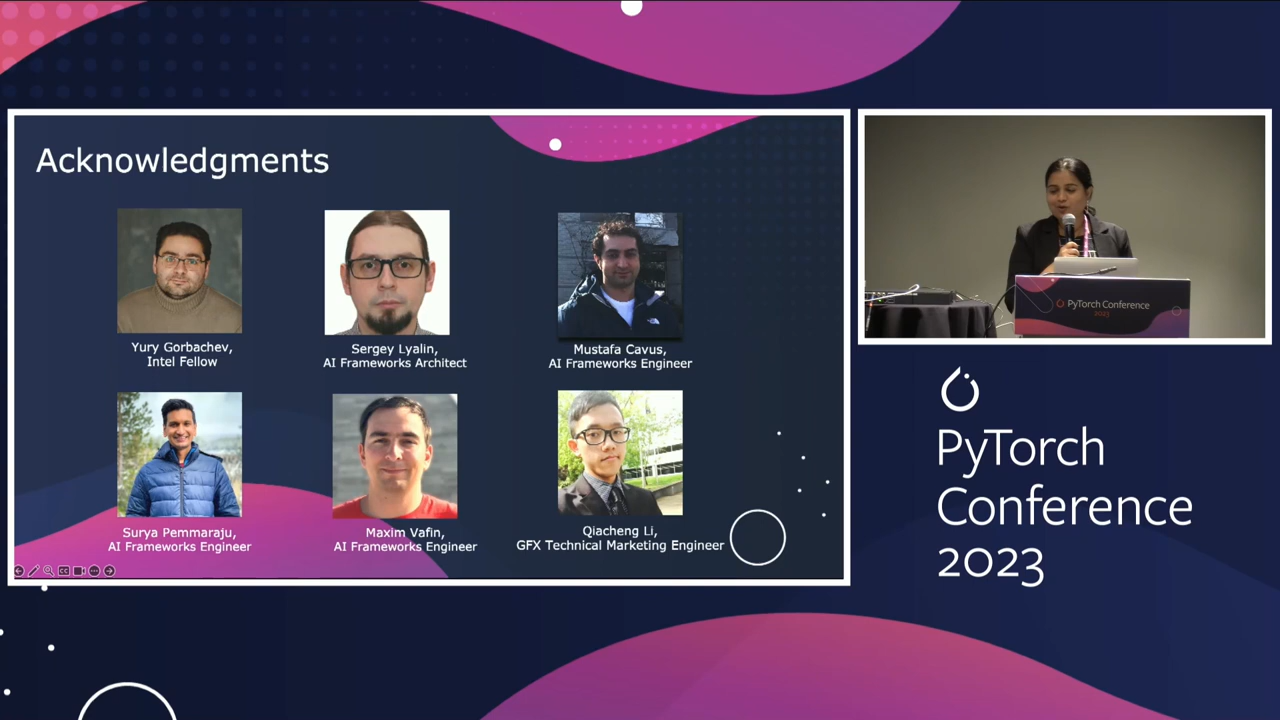 Acknowledgments
Yury Gorbachev,
Intel Fellow
Sergey Lyalin,
AI Frameworks Architect
Mustafa Cavus,
AI Frameworks Engineer
Surya Pemmaraju,
AI Frameworks Engineer
Maxim Vafin,
AI Frameworks Engineer
Qiacheng Li,
GFX Technical Marketing Engineer
PyTorch Conference
2023
PyTorch
Conference
2023